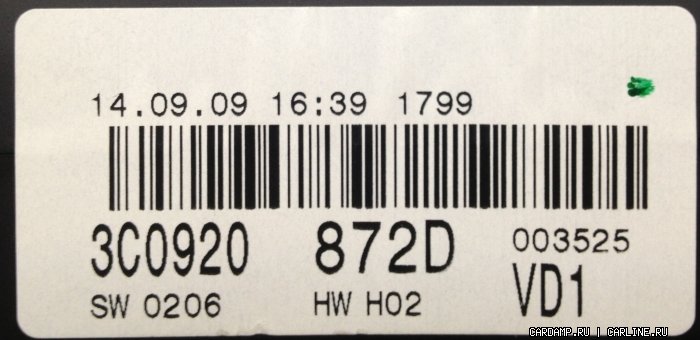 14.09.09 16:39 1799
3C0920 872D 003525
SW 0206 HW H02 VD1
CARDAMP.RU | CARLINE.RU